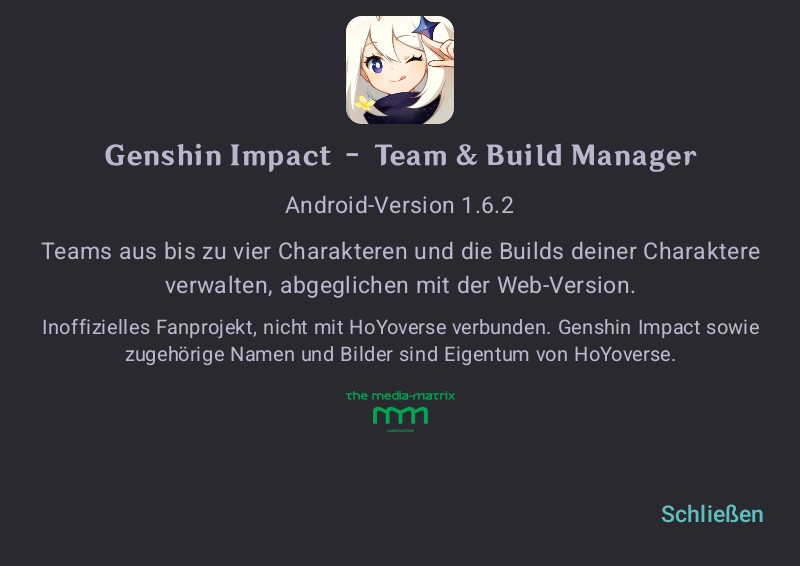 Genshin Impact - Team & Build Manager
Android-Version 1.6.2
Teams aus bis zu vier Charakteren und die Builds deiner Charaktere
verwalten, abgeglichen mit der Web-Version.
Inoffizielles Fanprojekt, nicht mit HoYoverse verbunden. Genshin Impact sowie
zugehörige Namen und Bilder sind Eigentum von HoYoverse.
the media-matrix
Schließen